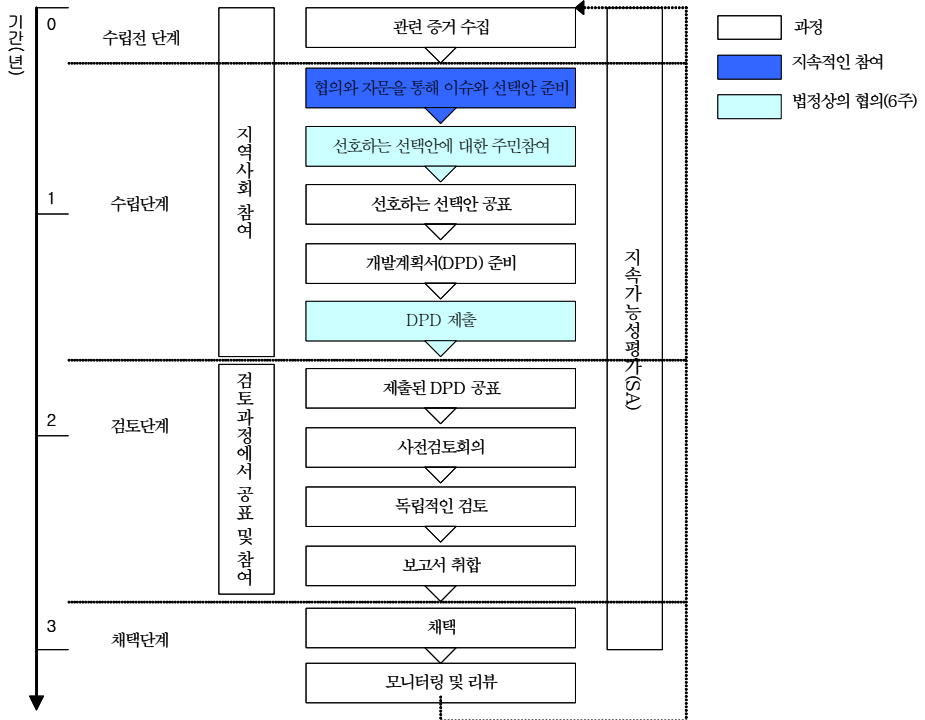 기간(년)
0
수립전 단계
관련 증거 수집
과정
지속적인 참여
법정상의 협의(6주)
협의와 자문을 통해 이슈와 선택안 준비
선호하는 선택안에 대한 주민참여
지역사회 참여
1
수립단계
선호하는 선택안 공표
개발계획서(DPD) 준비
DPD 제출
지속가능성평가(SA)
제출된 DPD 공표
2
검토단계
검토과정에서 공표 및 참여
사전검토회의
독립적인 검토
보고서 취합
3
채택단계
채택
모니터링 및 리뷰